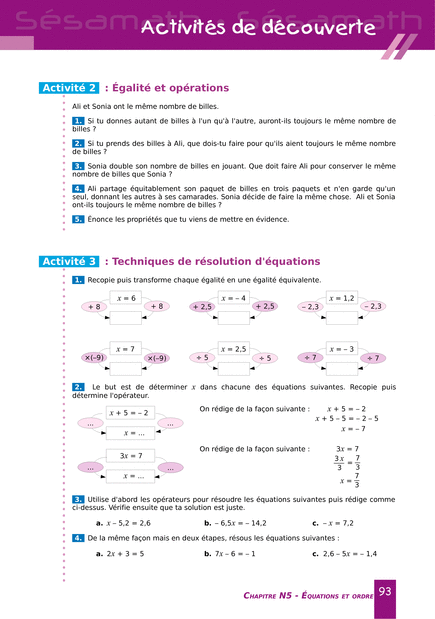 Sésamath Sésamath
Activités de découverte
Activité 2 : Égalité et opérations
Ali et Sonia ont le même nombre de billes.
1. Si tu donnes autant de billes à l'un qu'à l'autre, auront-ils toujours le même nombre de
billes ?
2. Si tu prends des billes à Ali, que dois-tu faire pour qu'ils aient toujours le même nombre
de billes ?
3. Sonia double son nombre de billes en jouant. Que doit faire Ali pour conserver le même
nombre de billes que Sonia ?
4. Ali partage équitablement son paquet de billes en trois paquets et n'en garde qu'un
seul, donnant les autres à ses camarades. Sonia décide de faire la même chose. Ali et Sonia
ont-ils toujours le même nombre de billes ?
5. Énonce les propriétés que tu viens de mettre en évidence.
Activité 3 : Techniques de résolution d'équations
1. Recopie puis transforme chaque égalité en une égalité équivalente.
x = 6 x = – 4 x = 1,2
+ 8 + 8 + 2,5 + 2,5 – 2,3 – 2,3
x = 7 x = 2,5 x = – 3
×(–9) ×(–9) ÷ 5 ÷ 5 ÷ 7 ÷ 7
2. Le but est de déterminer x dans chacune des équations suivantes. Recopie puis
détermine l'opérateur.
x + 5 = – 2 On rédige de la façon suivante : x + 5 = – 2
... ... x + 5 – 5 = – 2 – 5
x = ... x = – 7
3x = 7 On rédige de la façon suivante : 3x = 7
... ... 3x/3 = 7/3
x = ... x = 7/3
3. Utilise d'abord les opérateurs pour résoudre les équations suivantes puis rédige comme
ci-dessus. Vérifie ensuite que ta solution est juste.
a. x – 5,2 = 2,6 b. – 6,5x = – 14,2 c. – x = 7,2
4. De la même façon mais en deux étapes, résous les équations suivantes :
a. 2x + 3 = 5 b. 7x – 6 = – 1 c. 2,6 – 5x = – 1,4
Chapitre N5 - Équations et ordre 93